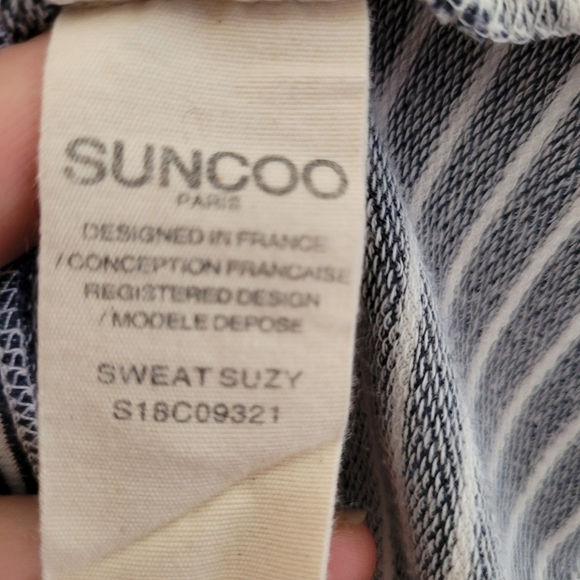 SUNCOO
PARIS
DESIGNED IN FRANCE
/ CONCEPTION FRANCAISE
REGISTERED DESIGN
/ MODELE DEPOSE
SWEAT SUZY
S18C09321